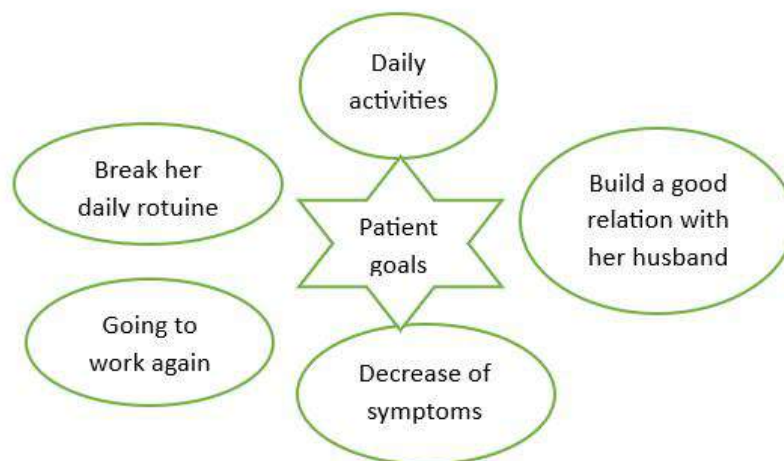 Daily
activities
Break her
daily rotuine
Patient
goals
Build a good
relation with
her husband
Going to
work again
Decrease of
symptoms